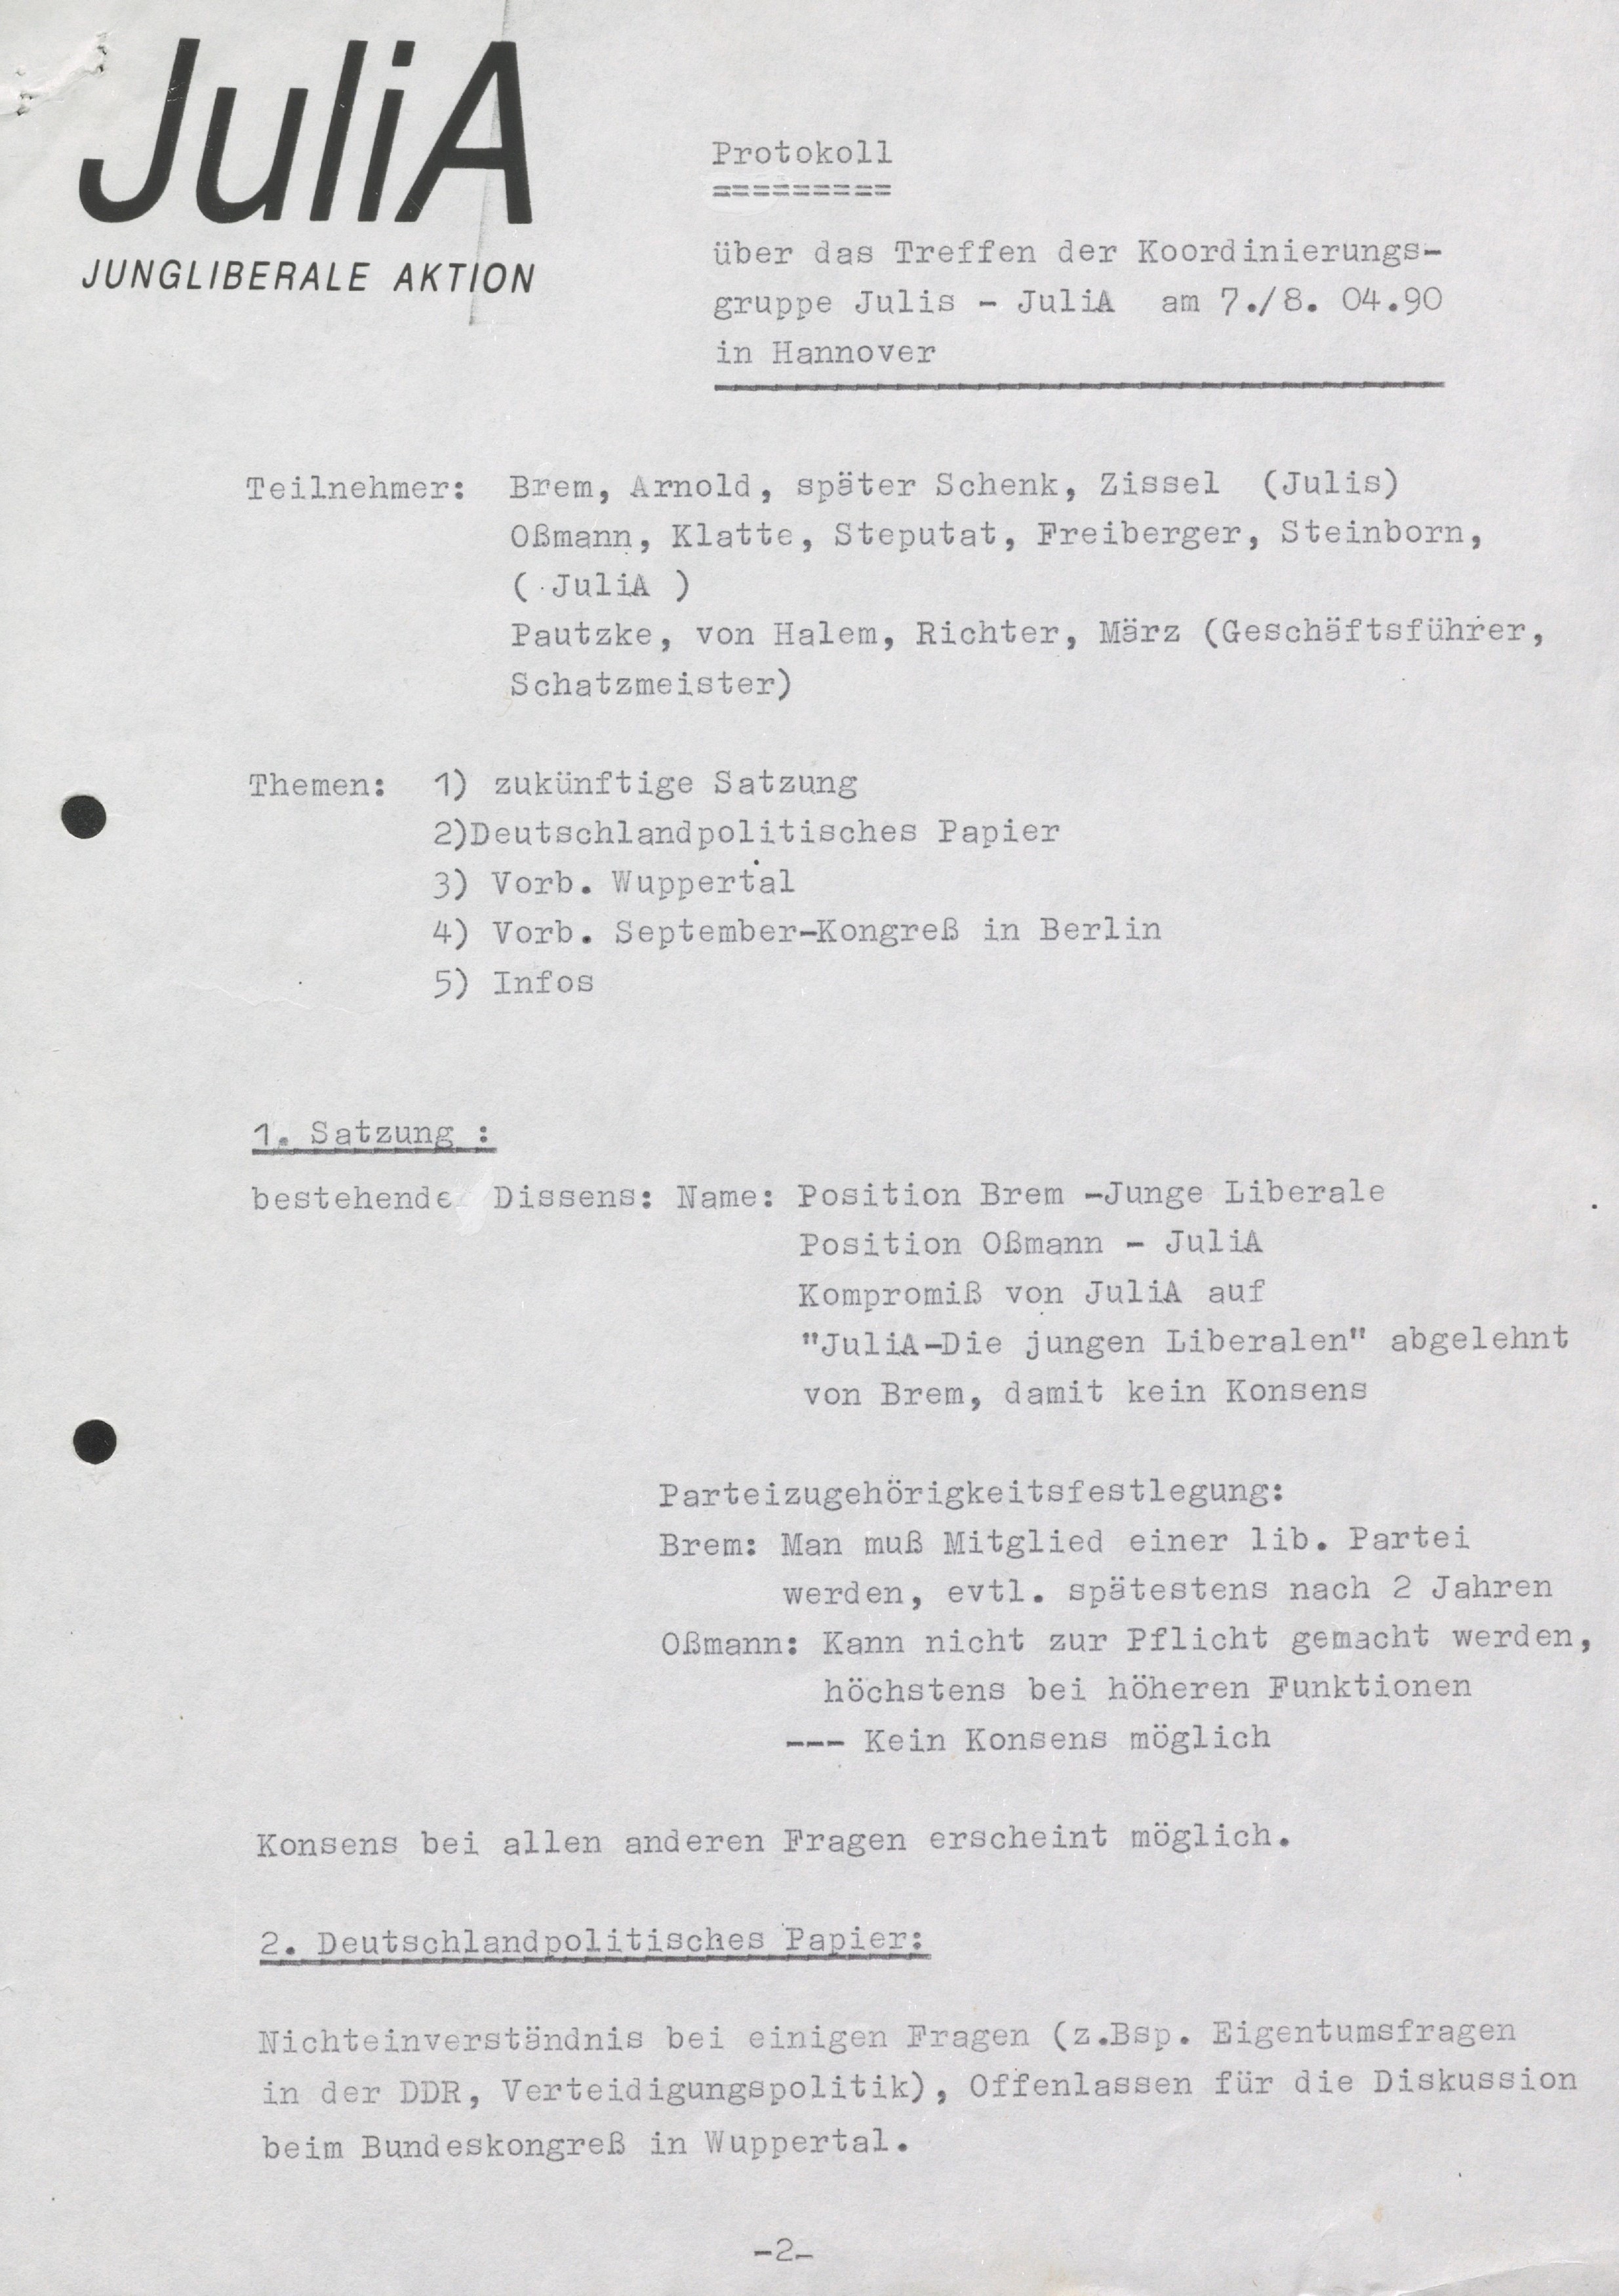 JuliA
JUNGLIBERALE AKTION
Protokoll
=========
über das Treffen der Koordinierungs-
gruppe Julis - JuliA am 7./8. 04.90
in Hannover
Teilnehmer: Brem, Arnold, später Schenk, Zissel (Julis)
Oßmann, Klatte, Steputat, Freiberger, Steinborn,
( JuliA )
Pautzke, von Halem, Richter, März (Geschäftsführer,
Schatzmeister)
Themen: 1) zukünftige Satzung
2)Deutschlandpolitisches Papier
3) Vorb. Wuppertal
4) Vorb. September-Kongreß in Berlin
5) Infos
1. Satzung :
bestehende Dissens: Name: Position Brem -Junge Liberale
Position Oßmann - JuliA
Kompromiß von JuliA auf
"JuliA-Die jungen Liberalen" abgelehnt
von Brem, damit kein Konsens
Parteizugehörigkeitsfestlegung:
Brem: Man muß Mitglied einer lib. Partei
werden, evtl. spätestens nach 2 Jahren
Oßmann: Kann nicht zur Pflicht gemacht werden,
höchstens bei höheren Funktionen
--- Kein Konsens möglich
Konsens bei allen anderen Fragen erscheint möglich.
2. Deutschlandpolitisches Papier:
Nichteinverständnis bei einigen Fragen (z.Bsp. Eigentumsfragen
in der DDR, Verteidigungspolitik), Offenlassen für die Diskussion
beim Bundeskongreß in Wuppertal.
-2-